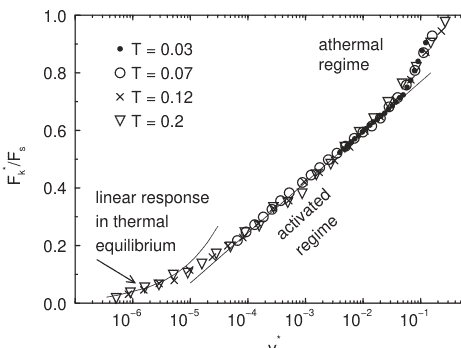 1.0
0.8
0.6
0.4
0.2
0.0
F*k/Fs
T = 0.03
T = 0.07
T = 0.12
T = 0.2
athermal
regime
activated
regime
linear response
in thermal
equilibrium
10⁻⁶ 10⁻⁵ 10⁻⁴ 10⁻³ 10⁻² 10⁻¹